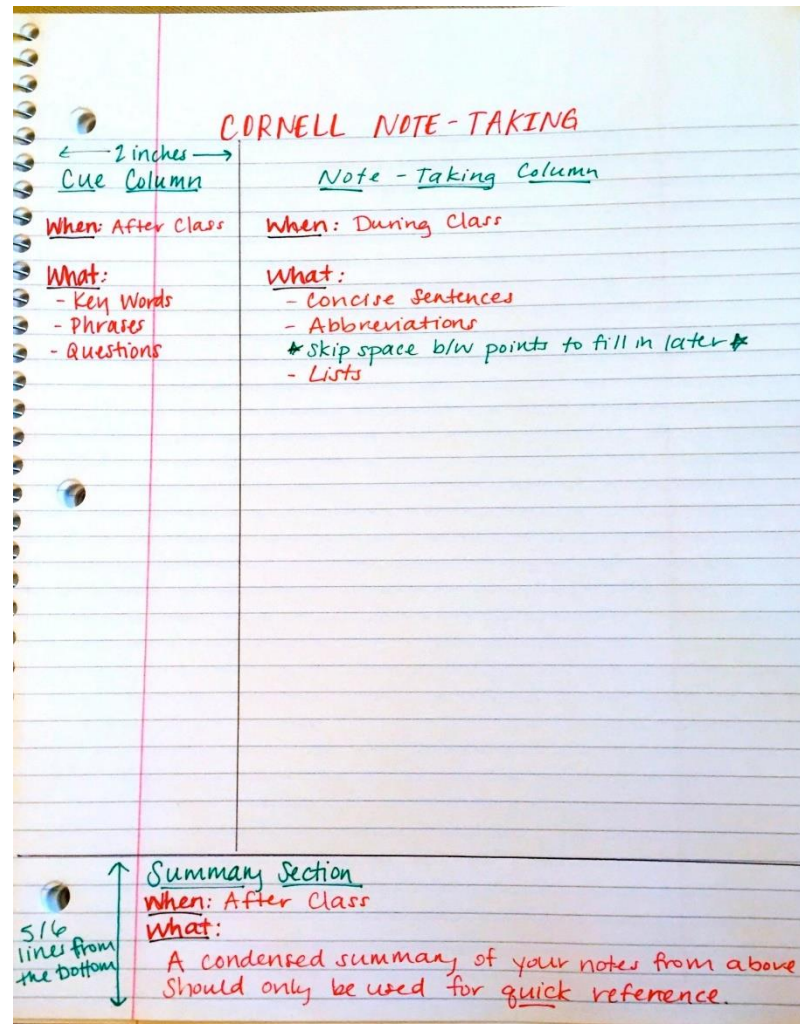 CORNELL NOTE-TAKING
← 2 inches →
Cue Column
When: After Class
What:
- Key Words
- Phrases
- Questions
Note-Taking Column
When: During Class
What:
- Concise Sentences
- Abbreviations
* Skip space b/w points to fill in later *
- Lists
5/6
lines from
the bottom
Summary Section
When: After Class
What:
A condensed summary of your notes from above
Should only be used for quick reference.